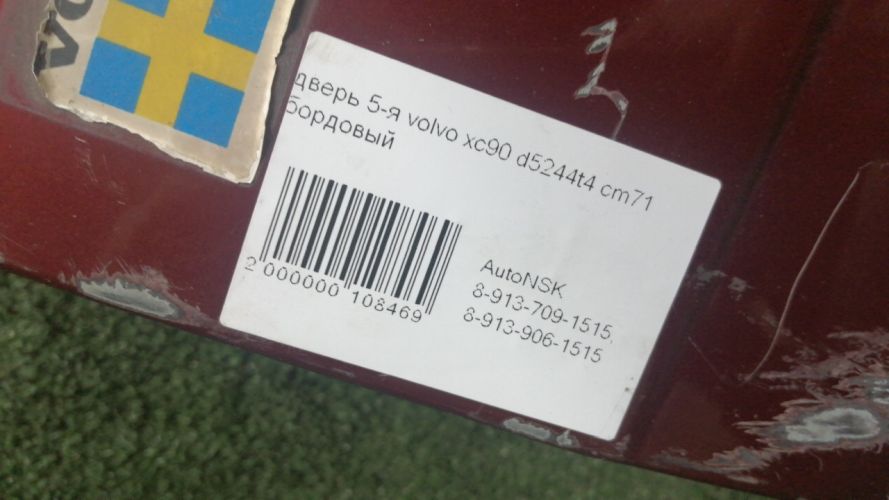 vo
дверь 5-я volvo xc90 d5244t4 cm71
бордовый
2 000000 108469
AutoNSK
8-913-709-1515,
8-913-906-1515